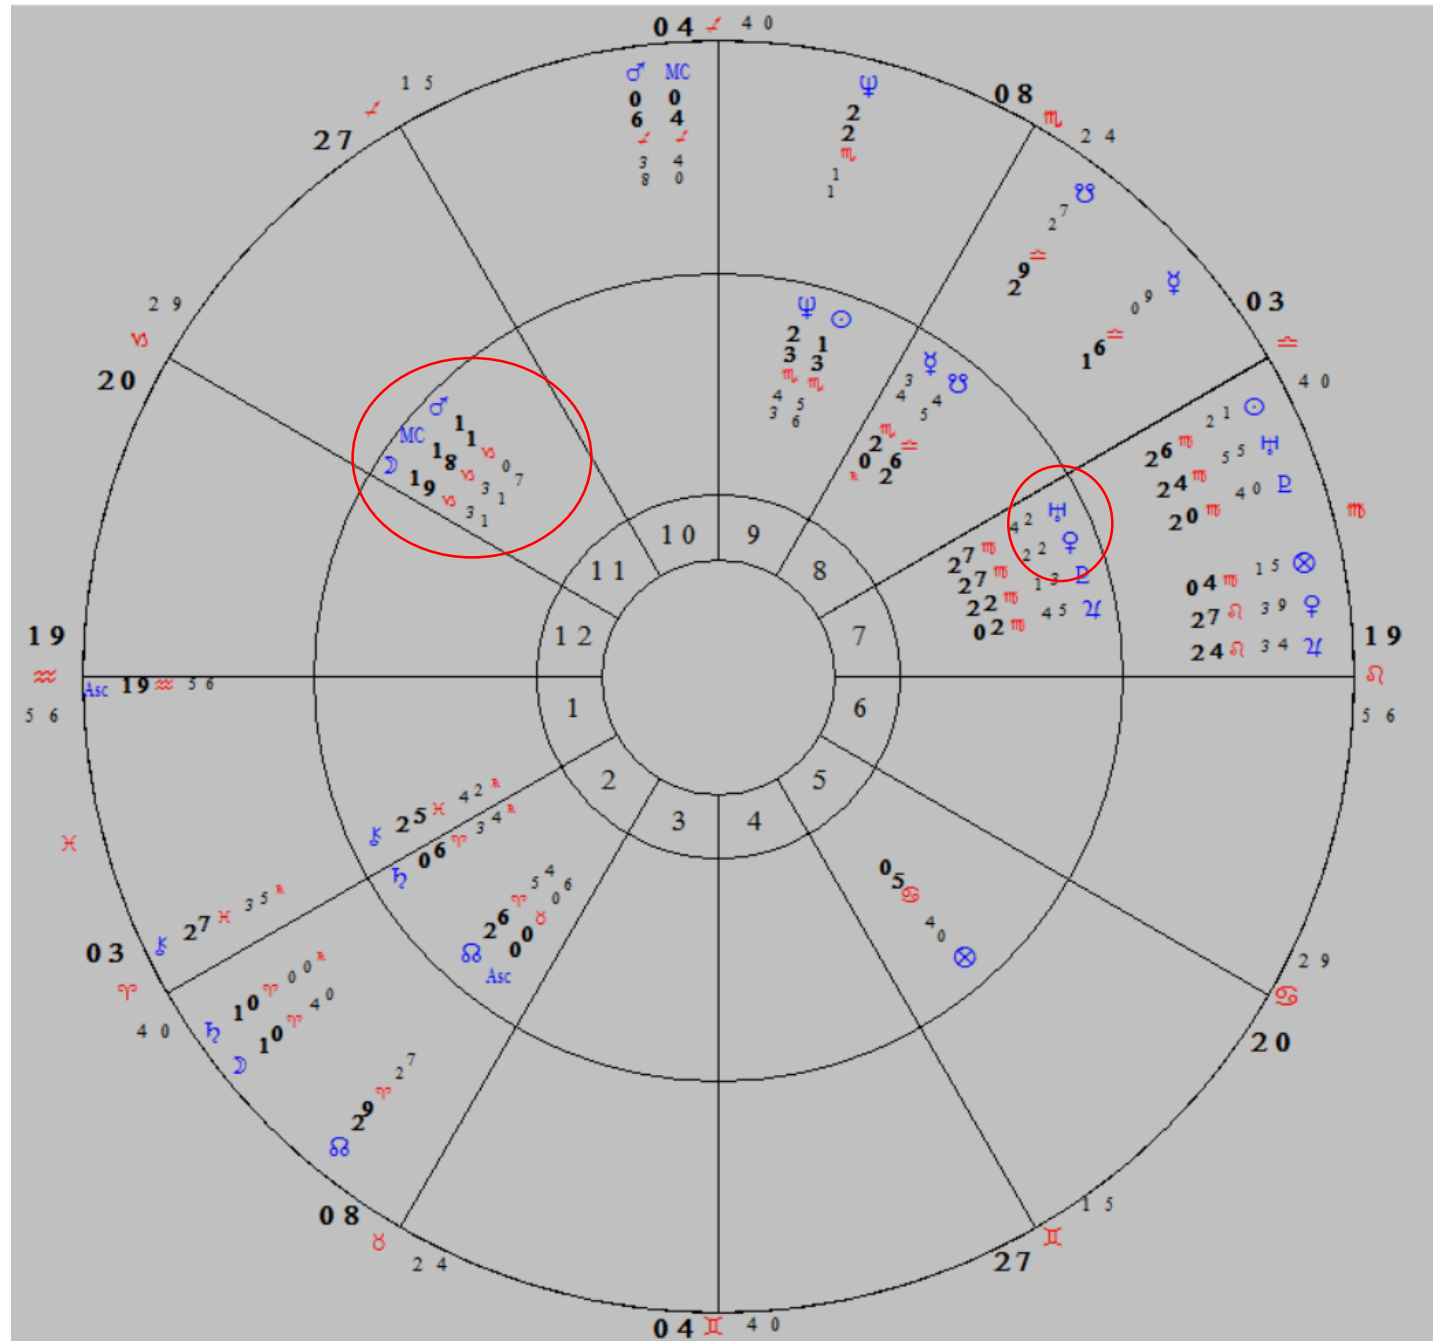 04 ♐ 40
♂ 06 ♐ 38
MC 04 ♐ 40
♆ 22 ♏ 11
08 ♏ 24
27 ♐ 15
☋ 29 ♎ 27
☿ 16 ♎ 09
03 ♎ 40
20 ♑ 29
♆ 23 ♏ 43
☉ 13 ♏ 56
☿ 02 ♏ 34 ℞
☋ 26 ♎ 54
☉ 26 ♍ 21
♅ 24 ♍ 55
♇ 20 ♍ 40
♍
♂ 11 ♑ 07
MC 18 ♑ 31
☽ 19 ♑ 31
♅ 27 ♍ 42
♀ 27 ♍ 22
♇ 22 ♍ 13
♃ 02 ♍ 45
⊗ 04 ♍ 15
♀ 27 ♌ 39
♃ 24 ♌ 34
10
9
11
8
12
7
19 ♒ 56
Asc 19 ♒ 56
19 ♌ 56
1
6
2
5
3
4
♓
⚷ 25 ♓ 42 ℞
♄ 06 ♈ 34 ℞
☊ 26 ♈ 54
Asc 00 ♉ 06
⊗ 05 ♋ 40
⚷ 27 ♓ 35 ℞
03 ♈ 40
♄ 10 ♈ 00 ℞
☽ 10 ♈ 40
☊ 29 ♈ 27
20 ♋ 29
08 ♉ 24
27 ♊ 15
04 ♊ 40